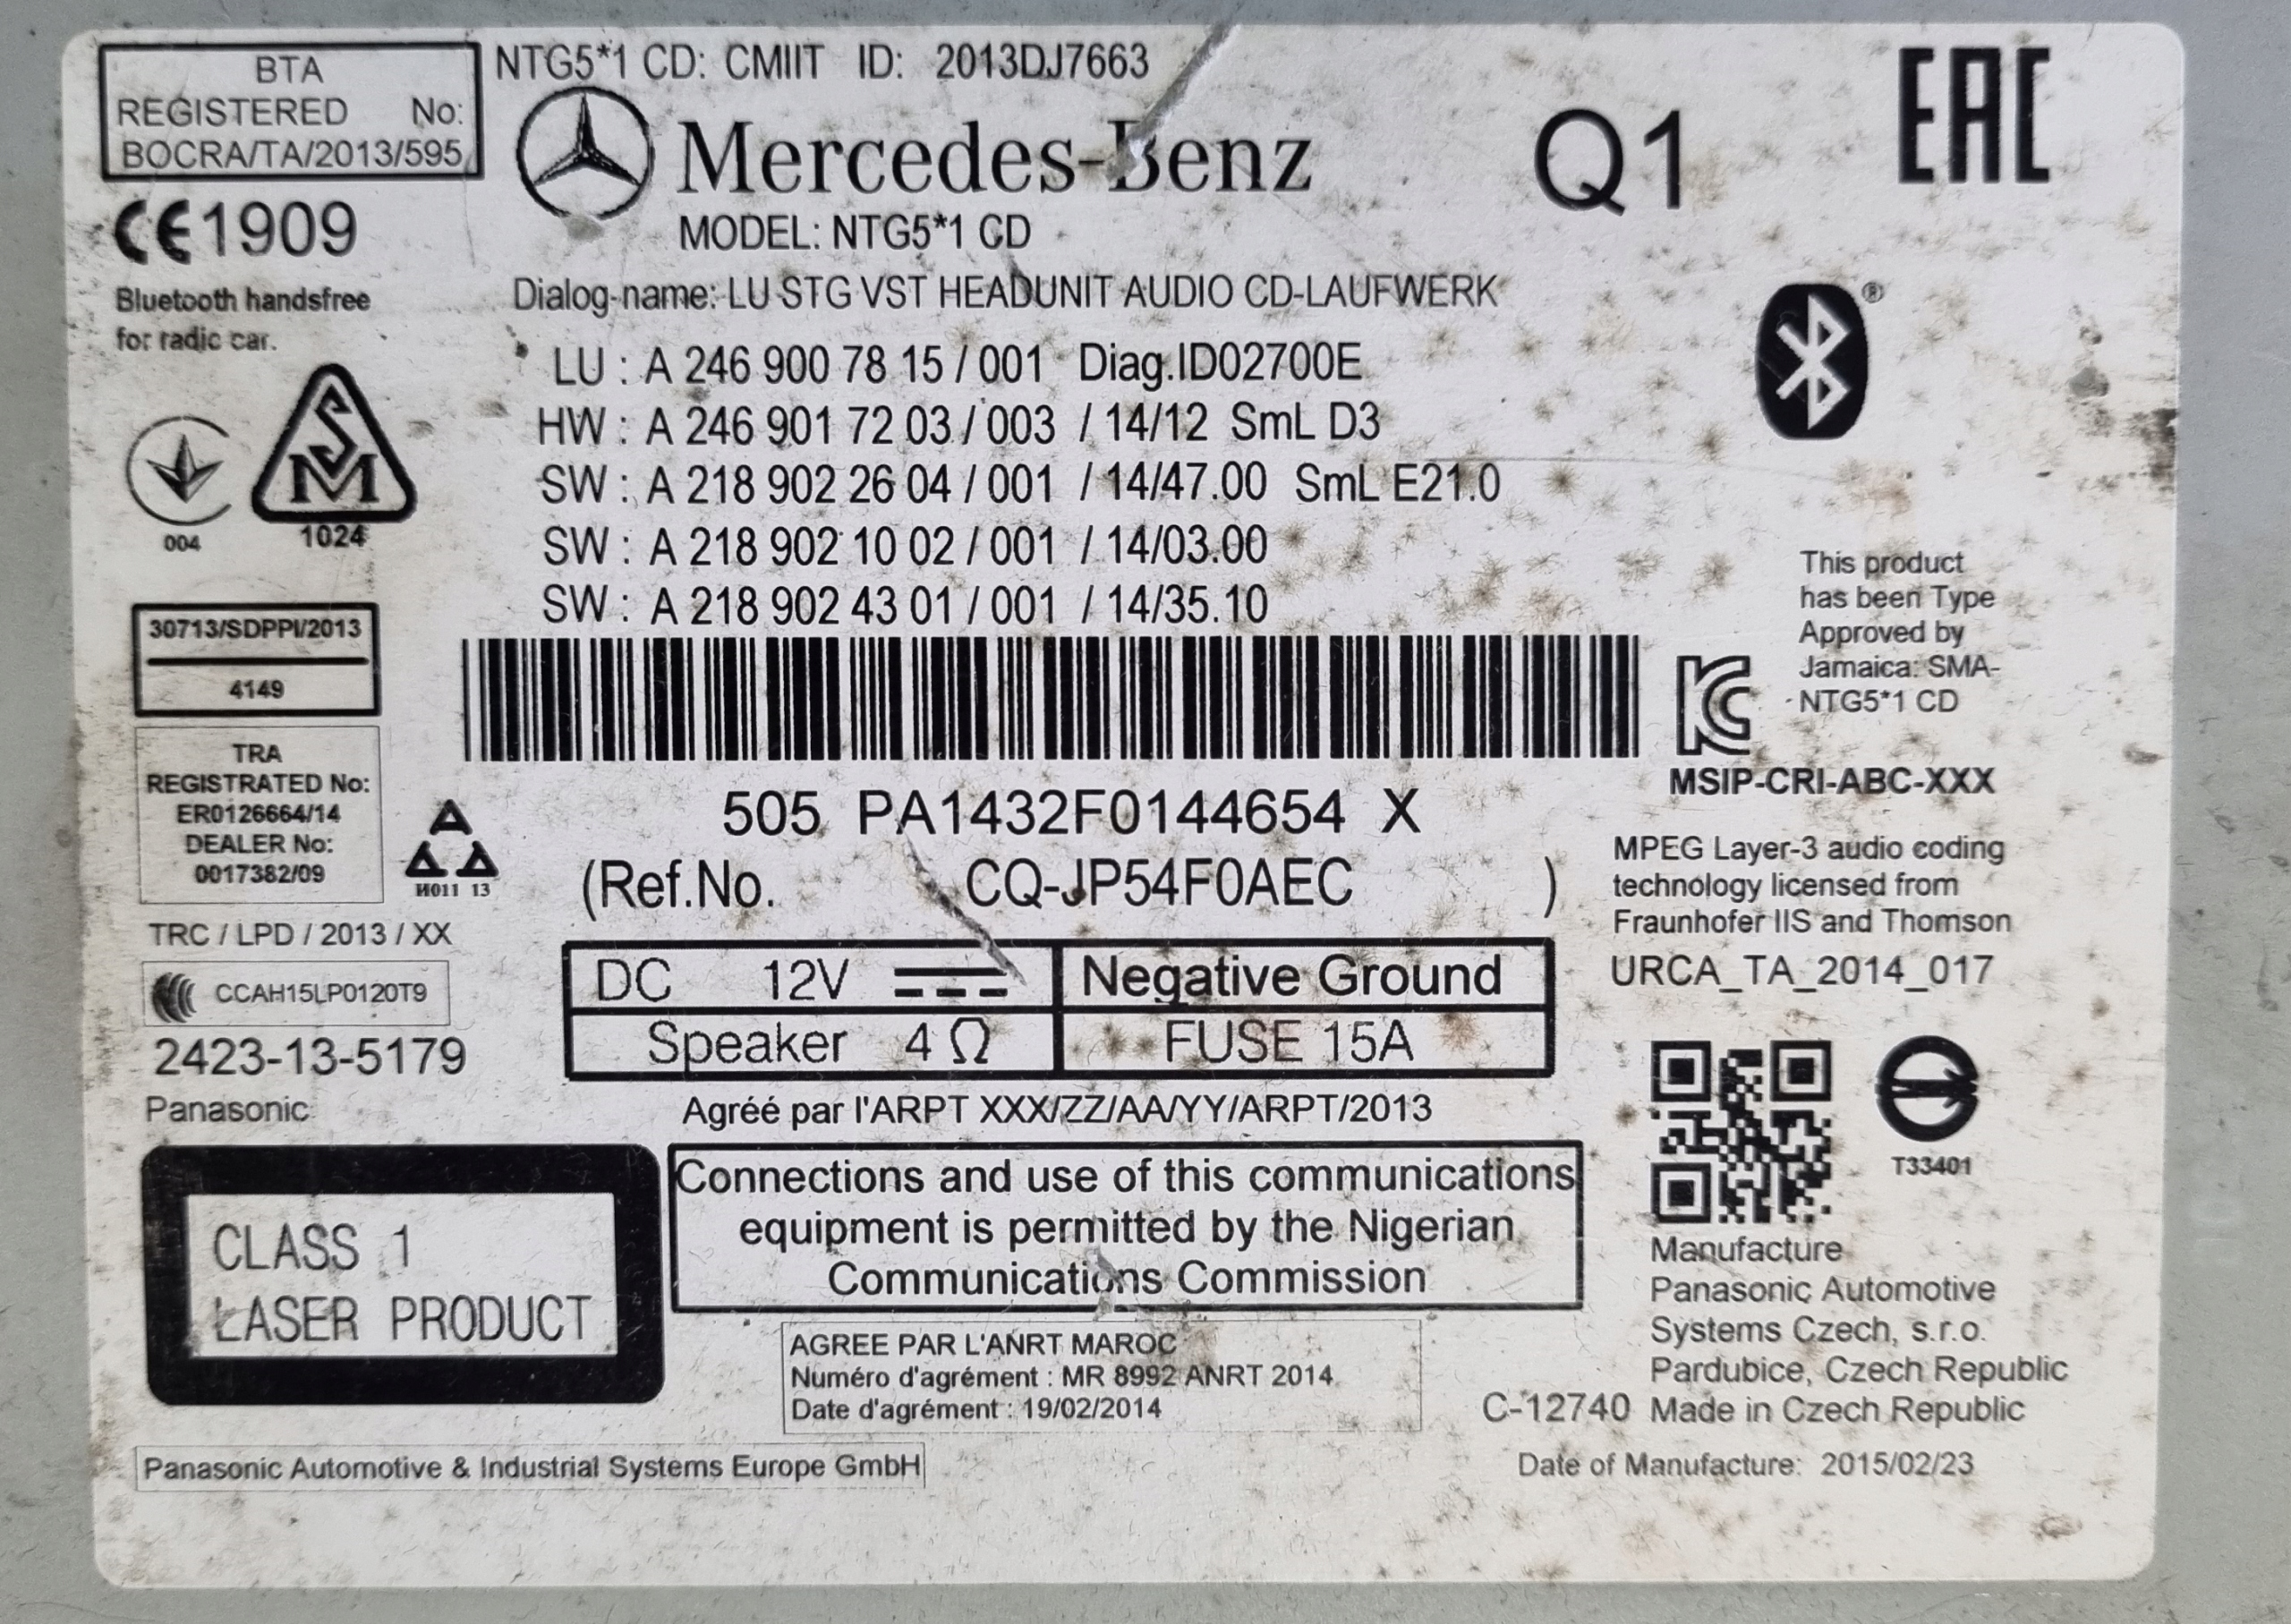 BTA
REGISTERED No:
BOCRA/TA/2013/595
NTG5*1 CD: CMIIT ID: 2013DJ7663
Mercedes-Benz
MODEL: NTG5*1 CD
Q1
EAC
CE1909
Bluetooth handsfree
for radic car.
Dialog-name: LU STG VST HEADUNIT AUDIO CD-LAUFWERK
LU : A 246 900 78 15 / 001 Diag.ID02700E
HW : A 246 901 72 03 / 003 / 14/12 SmL D3
SW : A 218 902 26 04 / 001 / 14/47.00 SmL E21.0
SW : A 218 902 10 02 / 001 / 14/03.00
SW : A 218 902 43 01 / 001 / 14/35.10
®
004
SM
1024
30713/SDPPI/2013
4149
TRA
REGISTRATED No:
ER0126664/14
DEALER No:
0017382/09
И011 13
TRC / LPD / 2013 / XX
CCAH15LP0120T9
2423-13-5179
Panasonic
505 PA1432F0144654 X
(Ref.No. CQ-JP54F0AEC )
DC 12V
Negative Ground
Speaker 4 Ω
FUSE 15A
Agréé par l'ARPT XXX/ZZ/AA/YY/ARPT/2013
This product
has been Type
Approved by
Jamaica: SMA-
NTG5*1 CD
KC
MSIP-CRI-ABC-XXX
MPEG Layer-3 audio coding
technology licensed from
Fraunhofer IIS and Thomson
URCA_TA_2014_017
T33401
CLASS 1
LASER PRODUCT
Connections and use of this communications
equipment is permitted by the Nigerian
Communications Commission
AGREE PAR L'ANRT MAROC
Numéro d'agrément : MR 8992 ANRT 2014
Date d'agrément : 19/02/2014
Manufacture
Panasonic Automotive
Systems Czech, s.r.o.
Pardubice, Czech Republic
C-12740 Made in Czech Republic
Panasonic Automotive & Industrial Systems Europe GmbH
Date of Manufacture: 2015/02/23